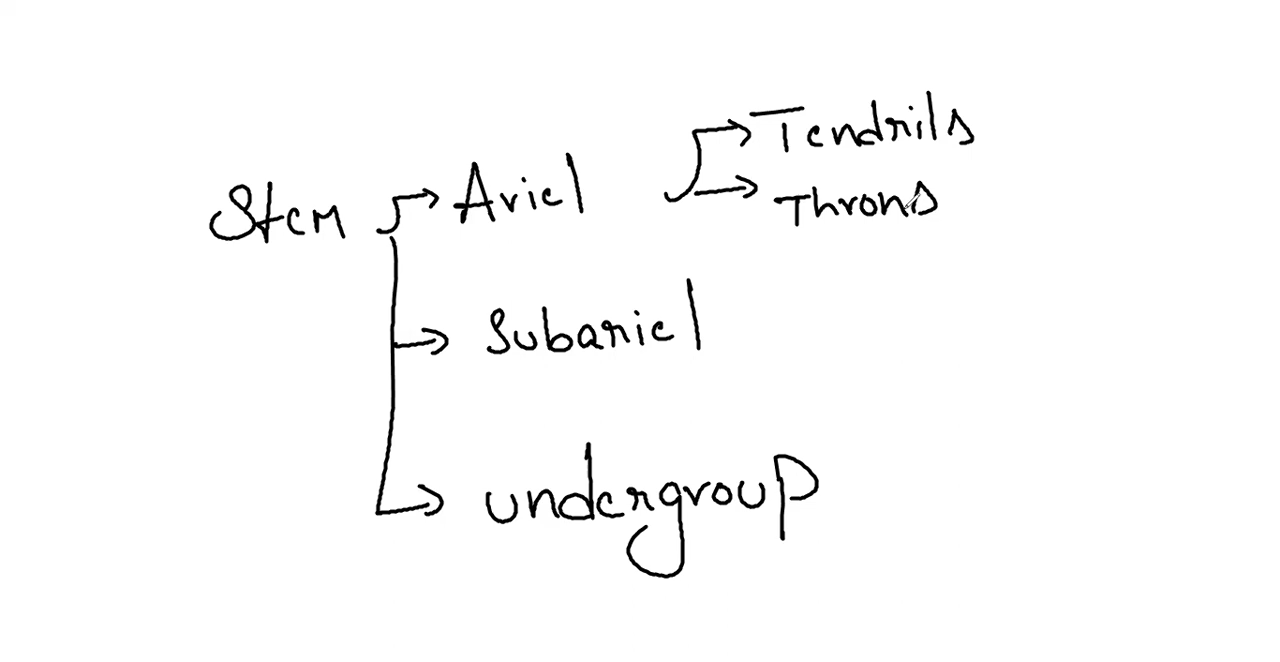 Stem
Ariel
Tendrils
Throns
Subariel
undergroup